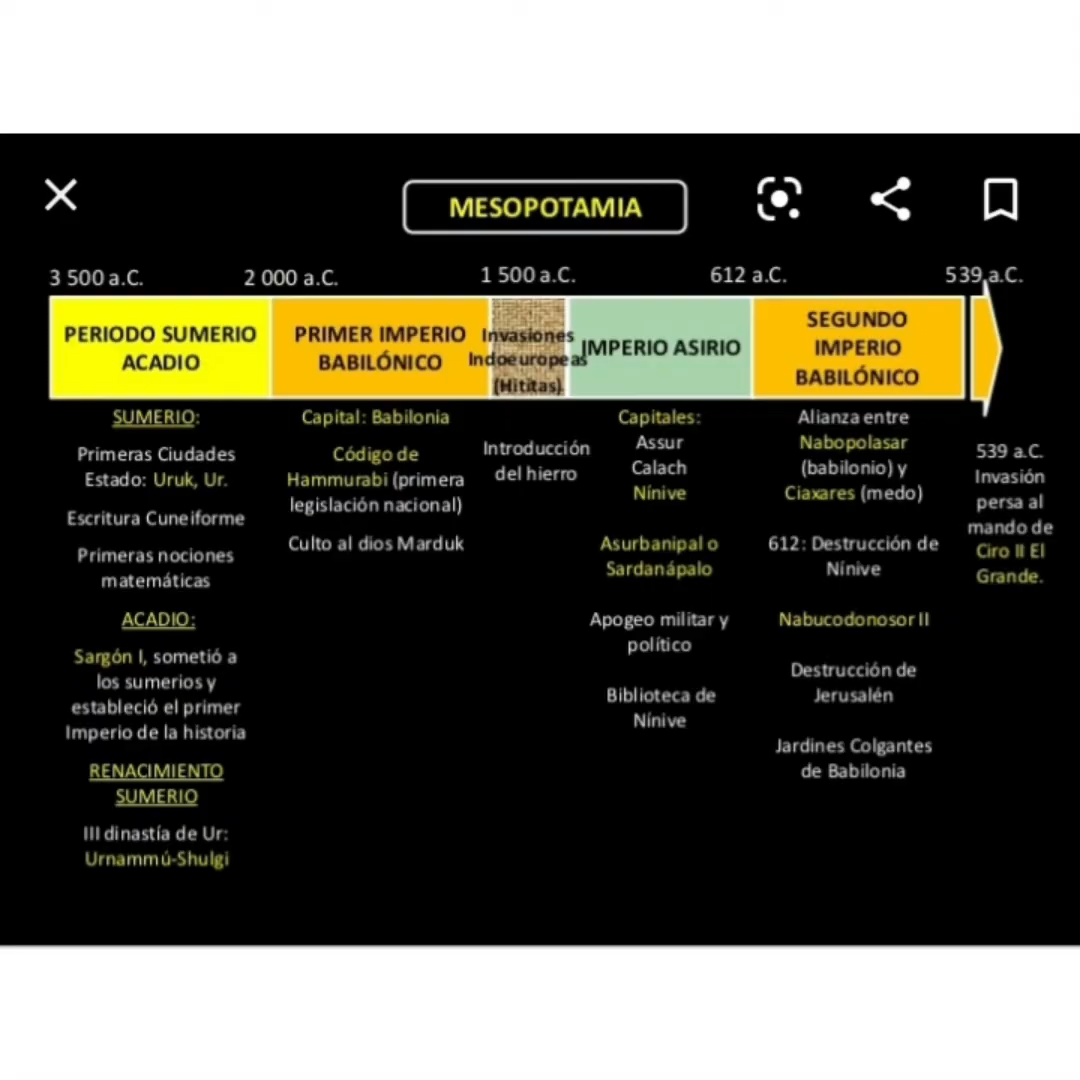 MESOPOTAMIA
3 500 a.C.
2 000 a.C.
1 500 a.C.
612 a.C.
539 a.C.
PERIODO SUMERIO
ACADIO
PRIMER IMPERIO
BABILÓNICO
Invasiones
Indoeuropeas
(Hititas)
IMPERIO ASIRIO
SEGUNDO
IMPERIO
BABILÓNICO
SUMERIO:
Primeras Ciudades
Estado: Uruk, Ur.
Escritura Cuneiforme
Primeras nociones
matemáticas
ACADIO:
Sargón I, sometió a
los sumerios y
estableció el primer
Imperio de la historia
RENACIMIENTO
SUMERIO
III dinastía de Ur:
Urnammú-Shulgi
Capital: Babilonia
Código de
Hammurabi (primera
legislación nacional)
Culto al dios Marduk
Introducción
del hierro
Capitales:
Assur
Calach
Nínive
Asurbanipal o
Sardanápalo
Apogeo militar y
político
Biblioteca de
Nínive
Alianza entre
Nabopolasar
(babilonio) y
Ciaxares (medo)
612: Destrucción de
Nínive
Nabucodonosor II
Destrucción de
Jerusalén
Jardines Colgantes
de Babilonia
539 a.C.
Invasión
persa al
mando de
Ciro II El
Grande.